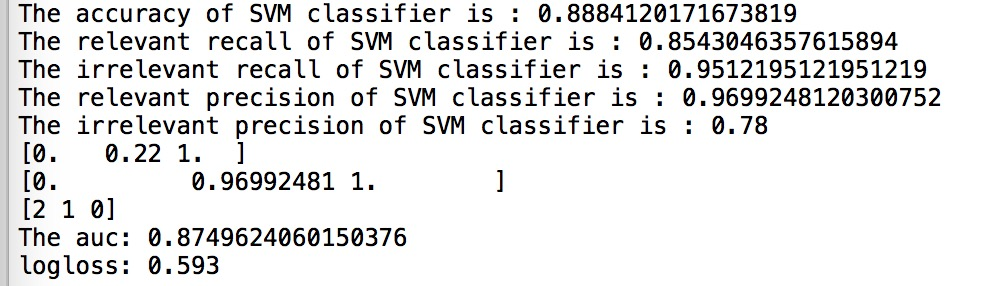 The accuracy of SVM classifier is : 0.8884120171673819
The relevant recall of SVM classifier is : 0.8543046357615894
The irrelevant recall of SVM classifier is : 0.9512195121951219
The relevant precision of SVM classifier is : 0.9699248120300752
The irrelevant precision of SVM classifier is : 0.78
[0.   0.22 1.  ]
[0.         0.96992481 1.        ]
[2 1 0]
The auc: 0.8749624060150376
logloss: 0.593